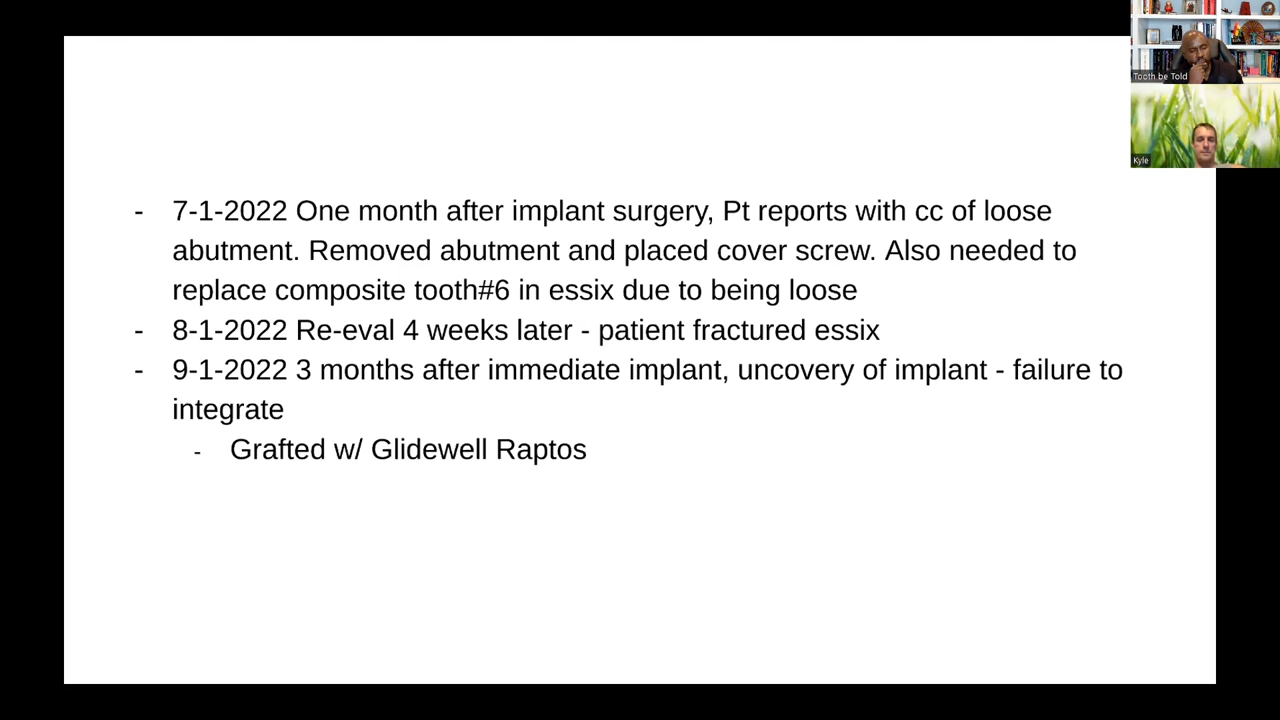 Tooth be Told
Kyle
- 7-1-2022 One month after implant surgery, Pt reports with cc of loose
abutment. Removed abutment and placed cover screw. Also needed to
replace composite tooth#6 in essix due to being loose
- 8-1-2022 Re-eval 4 weeks later - patient fractured essix
- 9-1-2022 3 months after immediate implant, uncovery of implant - failure to
integrate
- Grafted w/ Glidewell Raptos